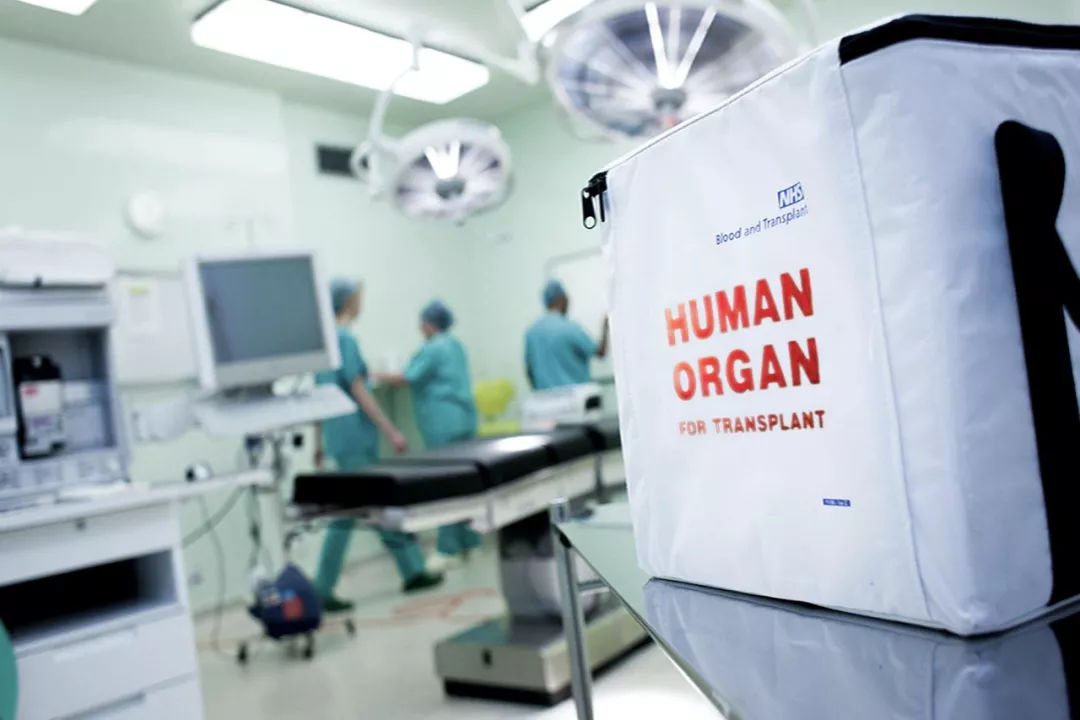 NHS
Blood and Transplant
HUMAN
ORGAN
FOR TRANSPLANT